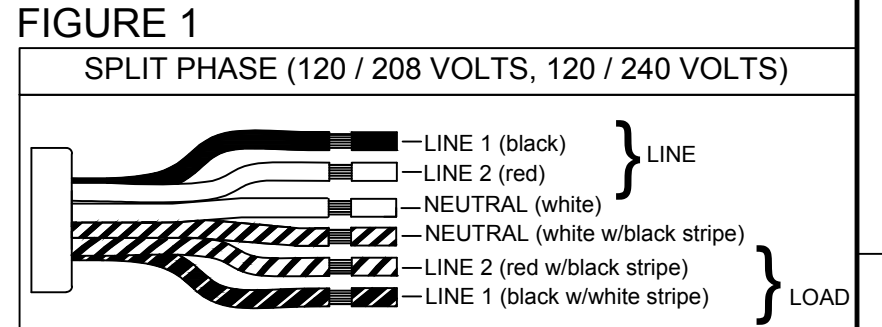 FIGURE 1
SPLIT PHASE (120 / 208 VOLTS, 120 / 240 VOLTS)
LINE 1 (black)
LINE 2 (red)
LINE
NEUTRAL (white)
NEUTRAL (white w/black stripe)
LINE 2 (red w/black stripe)
LINE 1 (black w/white stripe)
LOAD